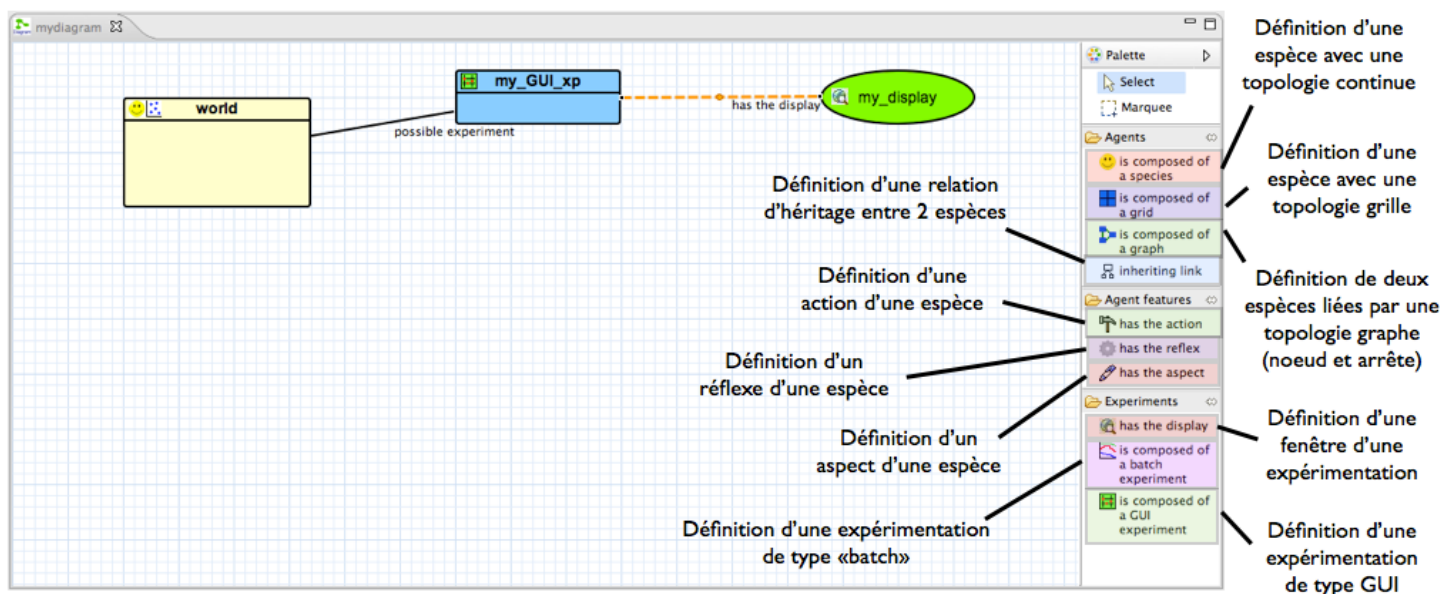 mydiagram
world
my_GUI_xp
possible experiment
has the display
my_display
Palette
Select
Marquee
Agents
is composed of
a species
is composed of
a grid
is composed of
a graph
inheriting link
Agent features
has the action
has the reflex
has the aspect
Experiments
has the display
is composed of
a batch
experiment
is composed of
a GUI
experiment
Définition d'une relation
d'héritage entre 2 espèces
Définition d'une
action d'une espèce
Définition d'un
réflexe d'une espèce
Définition d'un
aspect d'une espèce
Définition d'une expérimentation
de type «batch»
Définition d'une
espèce avec une
topologie continue
Définition d'une
espèce avec une
topologie grille
Définition de deux
espèces liées par une
topologie graphe
(noeud et arrête)
Définition d'une
fenêtre d'une
expérimentation
Définition d'une
expérimentation
de type GUI